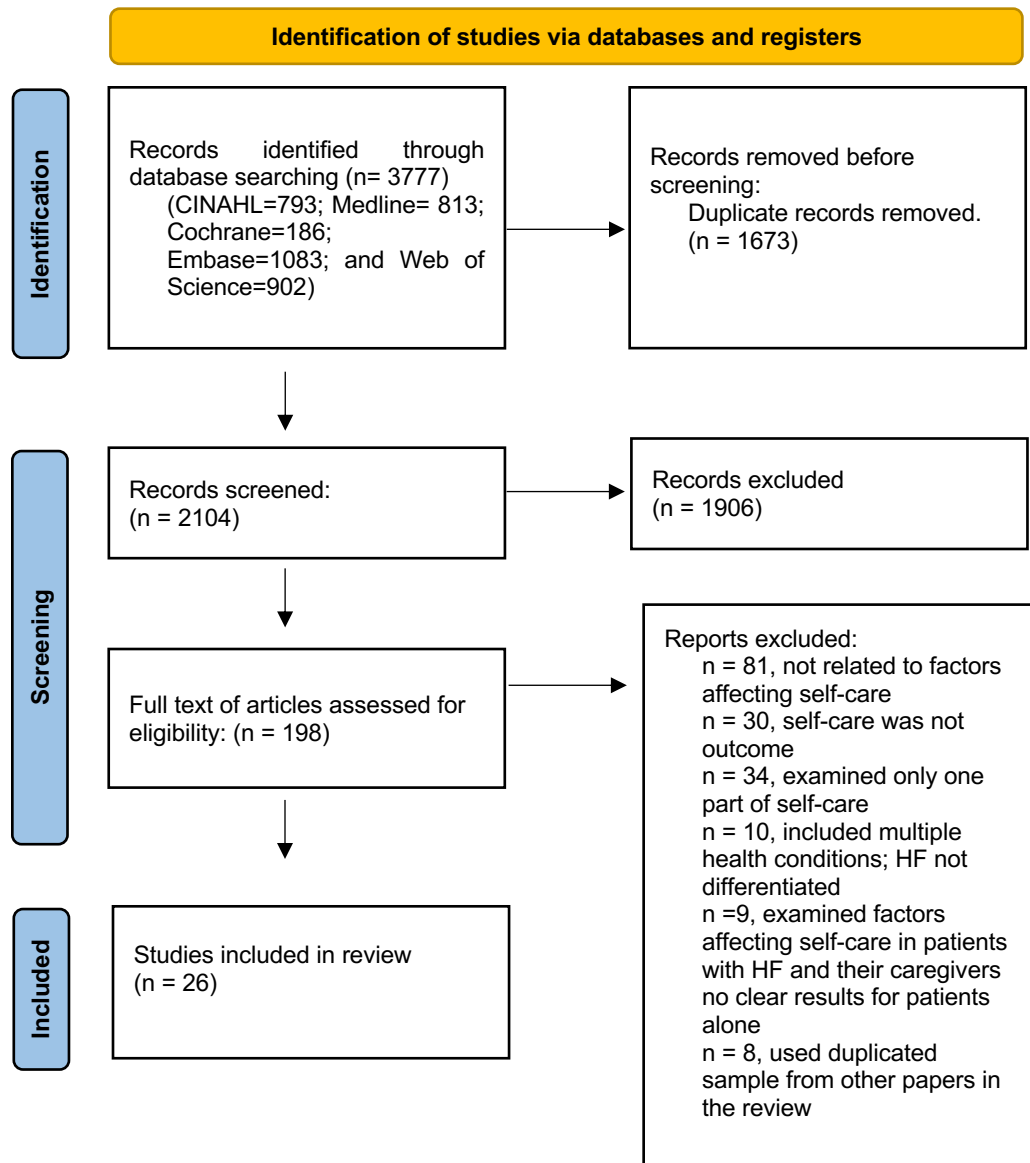 Identification of studies via databases and registers
Identification
Records identified through
database searching (n= 3777)
(CINAHL=793; Medline= 813;
Cochrane=186;
Embase=1083; and Web of
Science=902)
Records removed before
screening:
Duplicate records removed.
(n = 1673)
Screening
Records screened:
(n = 2104)
Records excluded
(n = 1906)
Full text of articles assessed for
eligibility: (n = 198)
Reports excluded:
n = 81, not related to factors
affecting self-care
n = 30, self-care was not
outcome
n = 34, examined only one
part of self-care
n = 10, included multiple
health conditions; HF not
differentiated
n =9, examined factors
affecting self-care in patients
with HF and their caregivers
no clear results for patients
alone
n = 8, used duplicated
sample from other papers in
the review
Included
Studies included in review
(n = 26)